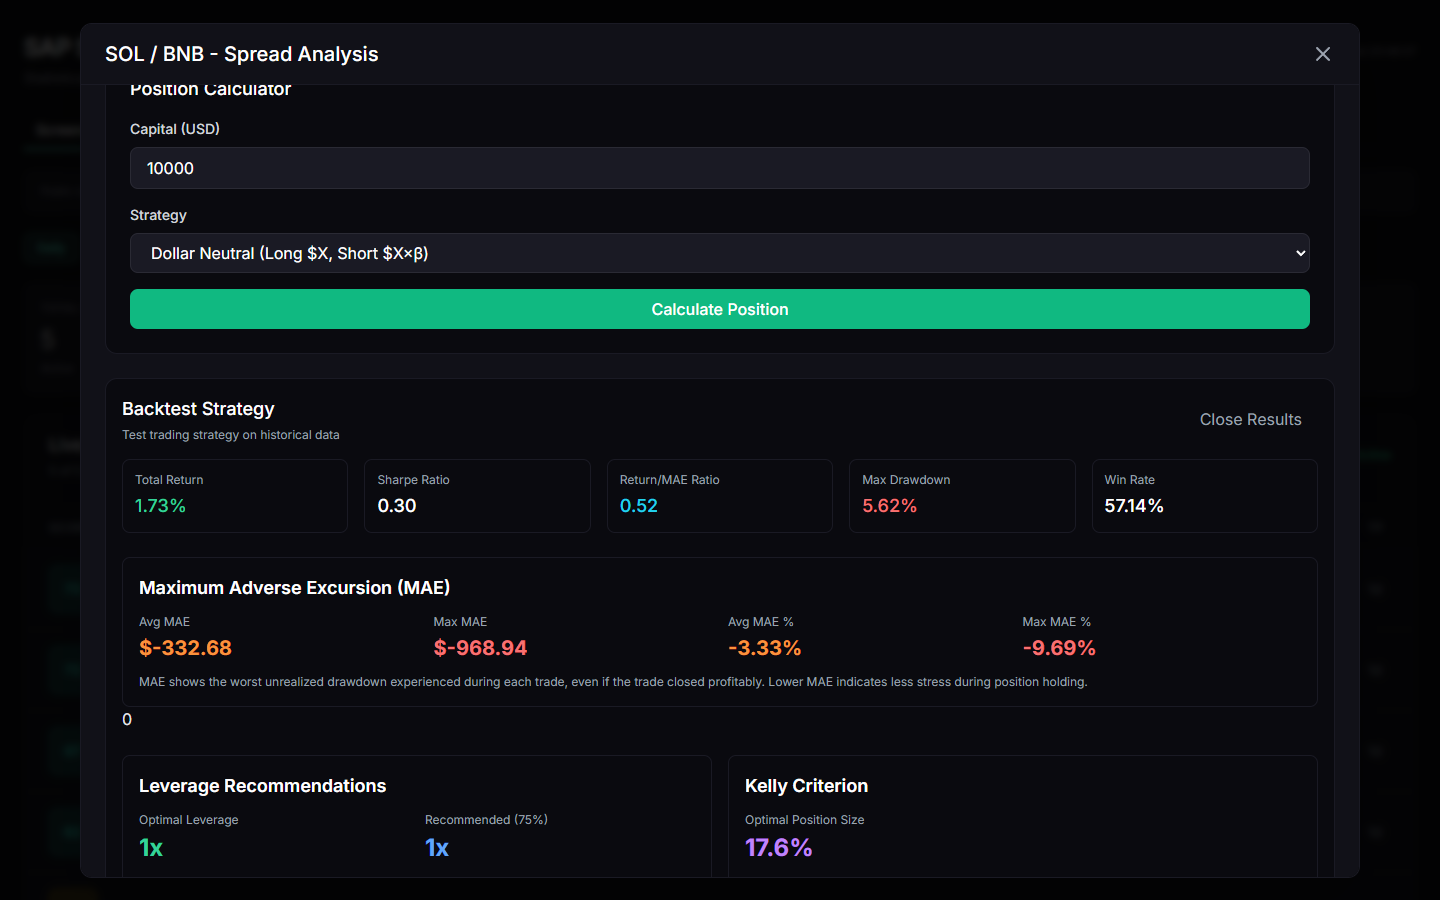 SOL / BNB - Spread Analysis
Position Calculator
Capital (USD)
10000
Strategy
Dollar Neutral (Long $X, Short $X×β)
Calculate Position
Backtest Strategy
Test trading strategy on historical data
Close Results
Total Return
1.73%
Sharpe Ratio
0.30
Return/MAE Ratio
0.52
Max Drawdown
5.62%
Win Rate
57.14%
Maximum Adverse Excursion (MAE)
Avg MAE
$-332.68
Max MAE
$-968.94
Avg MAE %
-3.33%
Max MAE %
-9.69%
MAE shows the worst unrealized drawdown experienced during each trade, even if the trade closed profitably. Lower MAE indicates less stress during position holding.
0
Leverage Recommendations
Optimal Leverage
1x
Recommended (75%)
1x
Kelly Criterion
Optimal Position Size
17.6%